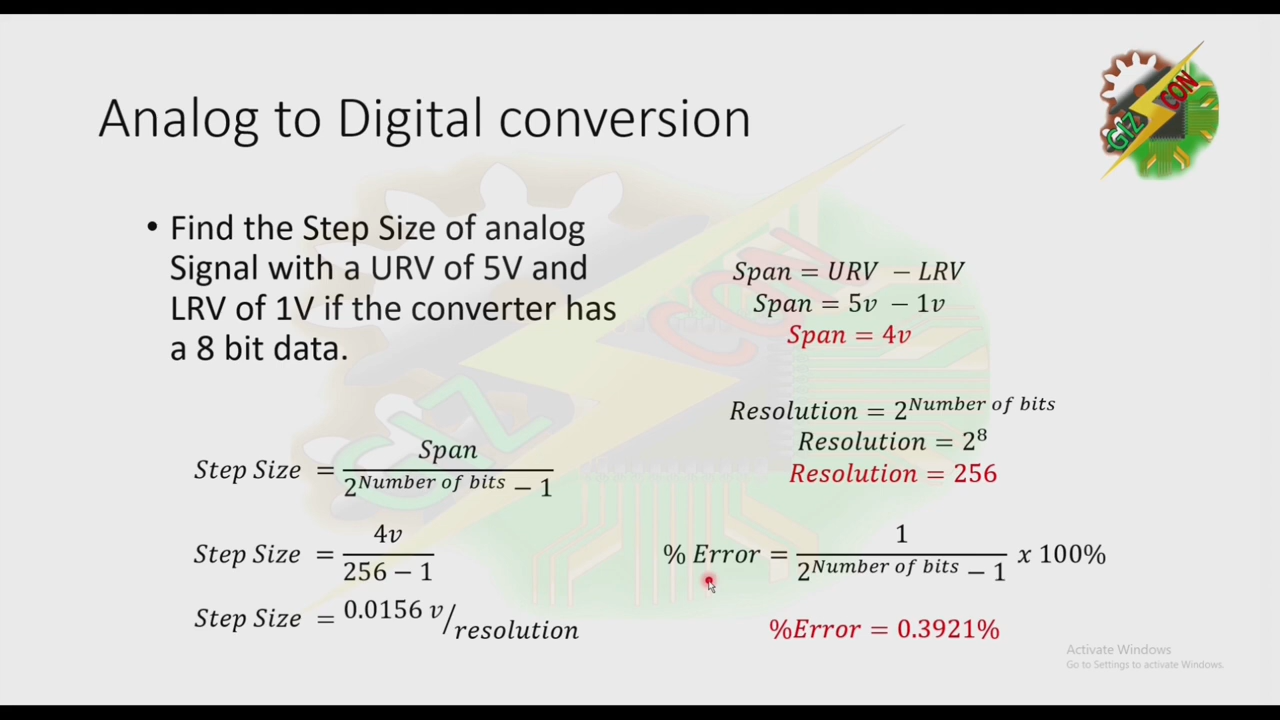 Analog to Digital conversion
GIZ CON
• Find the Step Size of analog
Signal with a URV of 5V and
LRV of 1V if the converter has
a 8 bit data.
Step Size = Span / 2^Number of bits − 1
Step Size = 4v / 256 − 1
Step Size = 0.0156 v/resolution
Span = URV − LRV
Span = 5v − 1v
Span = 4v
Resolution = 2^Number of bits
Resolution = 2^8
Resolution = 256
% Error = 1 / 2^Number of bits − 1 x 100%
%Error = 0.3921%
Activate Windows
Go to Settings to activate Windows.
GIZ CON